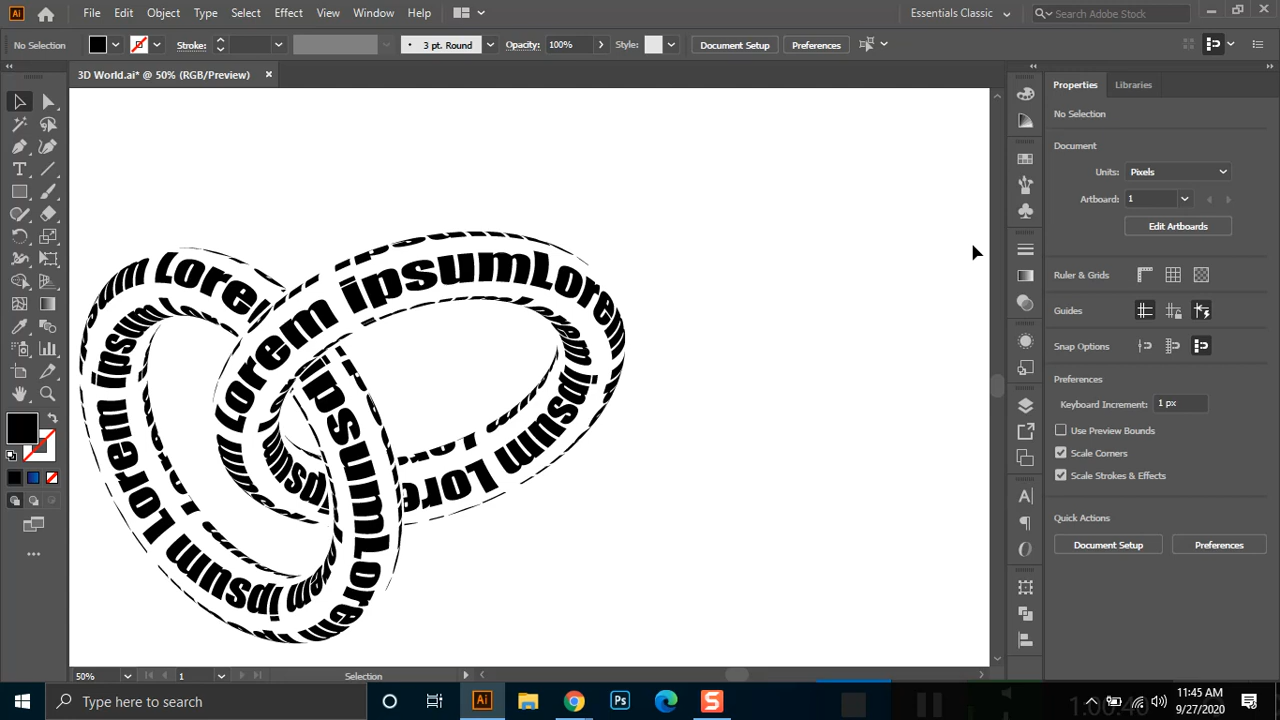 Ai File Edit Object Type Select Effect View Window Help Essentials Classic Search Adobe Stock
No Selection Stroke: 3 pt. Round Opacity: 100% Style: Document Setup Preferences
3D World.ai* @ 50% (RGB/Preview) ×
Properties Libraries
No Selection
Document
Units: Pixels
Artboard: 1
Edit Artboards
Ruler & Grids
Guides
Snap Options
Preferences
Keyboard Increment: 1 px
Use Preview Bounds
Scale Corners
Scale Strokes & Effects
Quick Actions
Document Setup Preferences
Lorem ipsumLorem
ipsum Lorem
Lorem ipsum Lorem
ipsumLorem
50% 1 Selection
Type here to search
Ai Ps S
:45 AM
9/27/2020